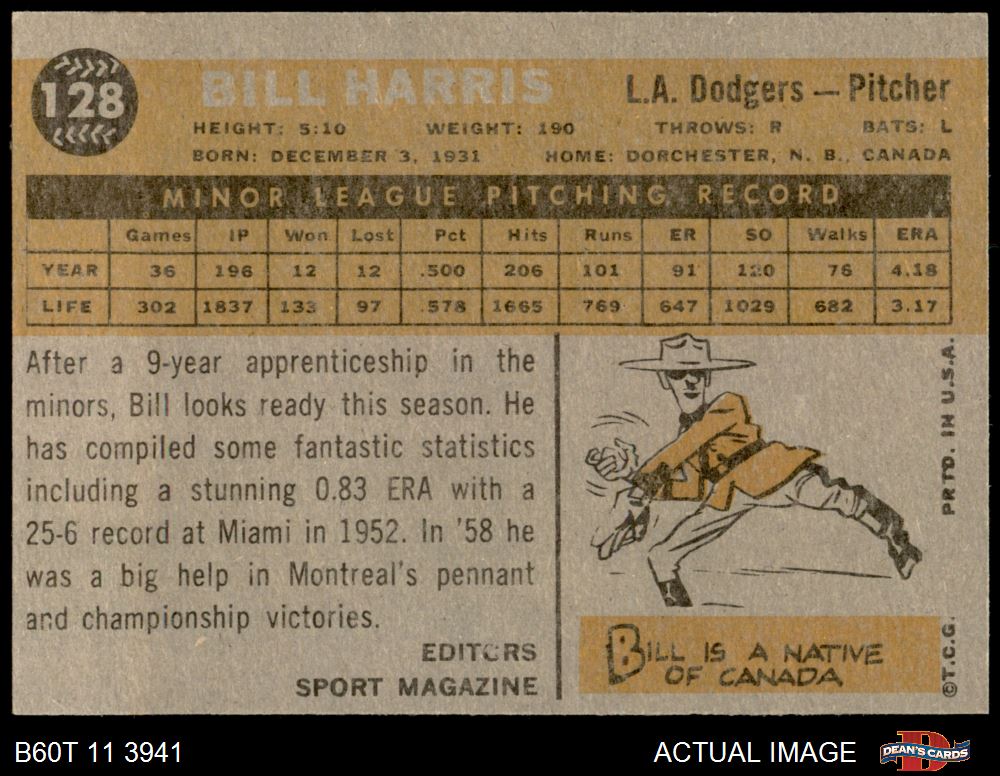 128
BILL HARRIS
L.A. Dodgers — Pitcher
HEIGHT: 5:10 WEIGHT: 190 THROWS: R BATS: L
BORN: DECEMBER 3, 1931 HOME: DORCHESTER, N. B., CANADA
MINOR LEAGUE PITCHING RECORD
Games IP Won Lost Pct Hits Runs ER SO Walks ERA
YEAR 36 196 12 12 .500 206 101 91 120 76 4.18
LIFE 302 1837 133 97 .578 1665 769 647 1029 682 3.17
After a 9-year apprenticeship in the
minors, Bill looks ready this season. He
has compiled some fantastic statistics
including a stunning 0.83 ERA with a
25-6 record at Miami in 1952. In '58 he
was a big help in Montreal's pennant
and championship victories.
EDITORS
SPORT MAGAZINE
BILL IS A NATIVE
OF CANADA
©T.C.G. PRTD. IN U.S.A.
B60T 11 3941 ACTUAL IMAGE DEAN'S CARDS